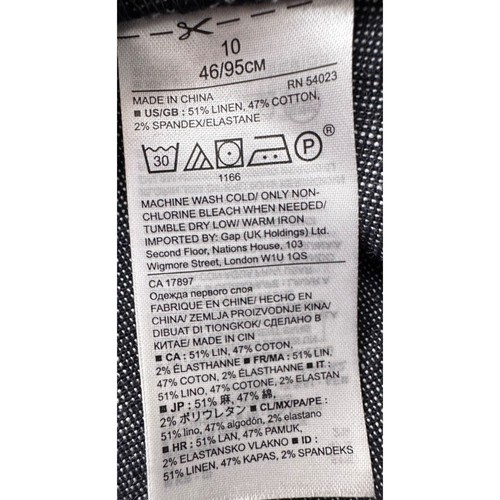 10
46/95CM
RN 54023
MADE IN CHINA
■ US/GB : 51% LINEN, 47% COTTON,
2% SPANDEX/ELASTANE
30 P ®
1166
MACHINE WASH COLD/ ONLY NON-
CHLORINE BLEACH WHEN NEEDED/
TUMBLE DRY LOW/ WARM IRON
IMPORTED BY: Gap (UK Holdings) Ltd.
Second Floor, Nations House, 103
Wigmore Street, London W1U 1QS
CA 17897
Одежда первого слоя
FABRIQUE EN CHINE/ HECHO EN
CHINA/ ZEMLJA PROIZVODNJE KINA/
DIBUAT DI TIONGKOK/ СДЕЛАНО В
КИТАЕ/ MADE IN CIN
■ CA : 51% LIN, 47% COTON,
2% ÉLASTHANNE ■ FR/MA : 51% LIN,
47% COTON, 2% ÉLASTHANNE ■ IT :
51% LINO, 47% COTONE, 2% ELASTAN
■ JP : 51% 麻, 47% 綿,
2% ポリウレタン ■ CL/MX/PA/PE :
51% lino, 47% algodón, 2% elastano
■ HR : 51% LAN, 47% PAMUK,
2% ELASTANSKO VLAKNO ■ ID :
51% LINEN, 47% KAPAS, 2% SPANDEKS